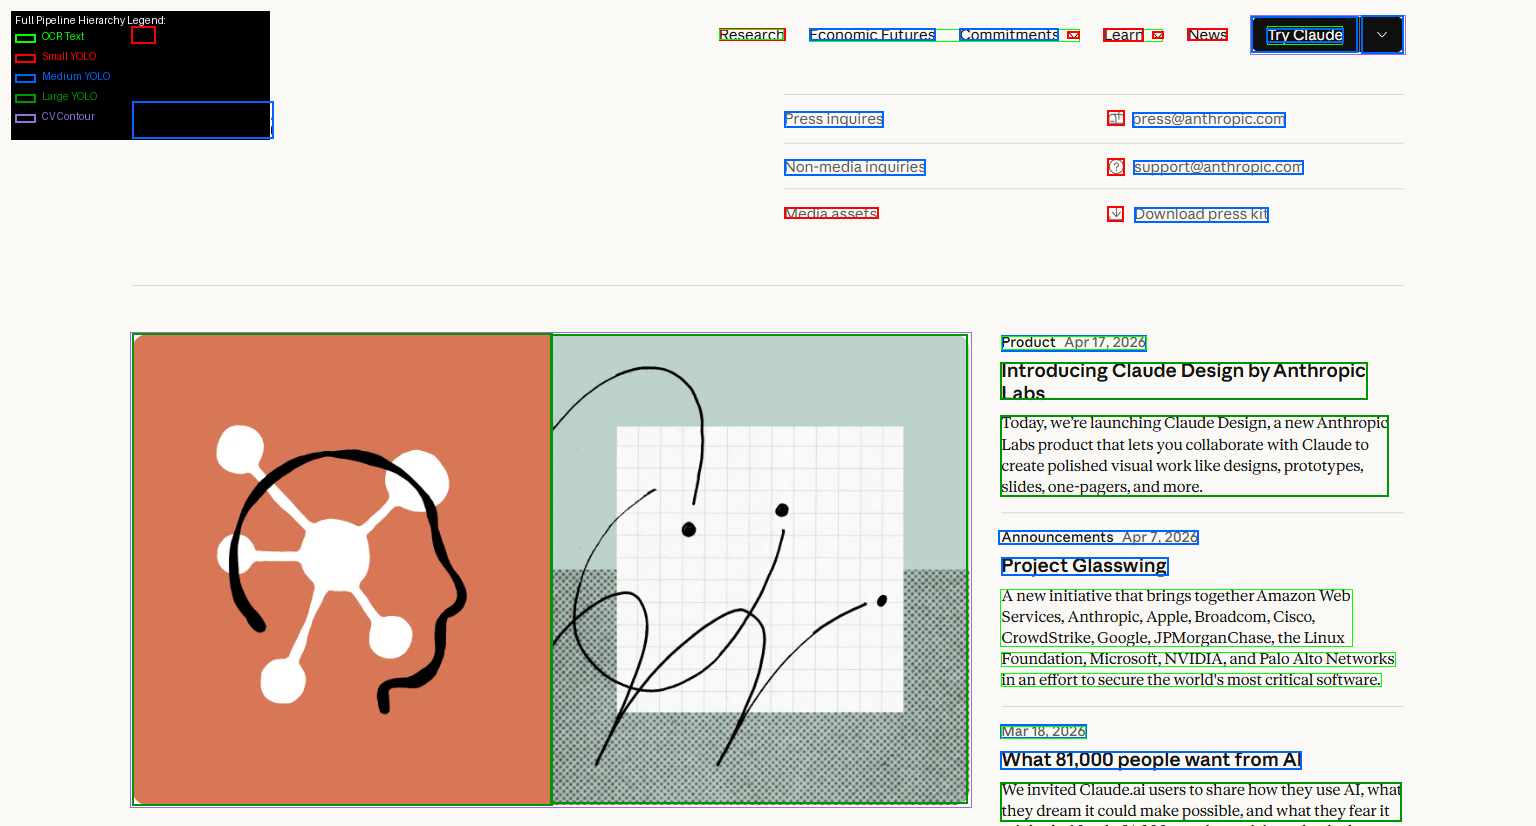 Full Pipeline Hierarchy Legend:
OCR Text
Small YOLO
Medium YOLO
Large YOLO
CV Contour
Research Economic Futures Commitments Learn News Try Claude
Press inquires press@anthropic.com
Non-media inquiries support@anthropic.com
Media assets Download press kit
Product Apr 17, 2026
Introducing Claude Design by Anthropic
Labs
Today, we’re launching Claude Design, a new Anthropic
Labs product that lets you collaborate with Claude to
create polished visual work like designs, prototypes,
slides, one-pagers, and more.
Announcements Apr 7, 2026
Project Glasswing
A new initiative that brings together Amazon Web
Services, Anthropic, Apple, Broadcom, Cisco,
CrowdStrike, Google, JPMorganChase, the Linux
Foundation, Microsoft, NVIDIA, and Palo Alto Networks
in an effort to secure the world's most critical software.
Mar 18, 2026
What 81,000 people want from AI
We invited Claude.ai users to share how they use AI, what
they dream it could make possible, and what they fear it